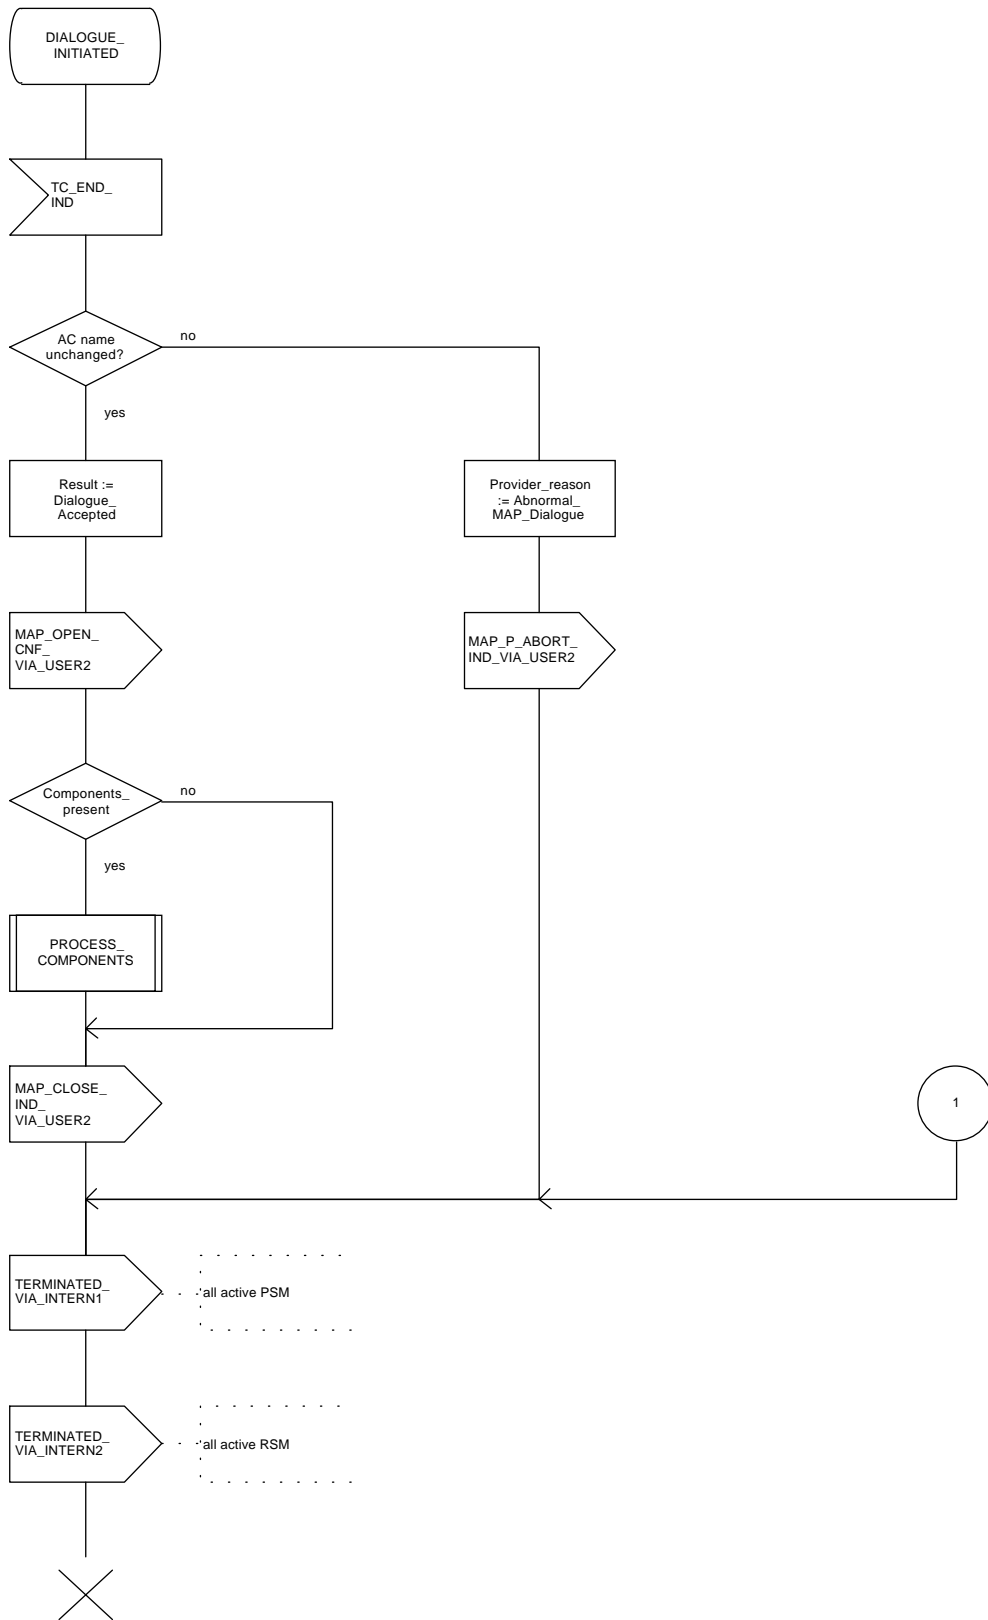 DIALOGUE_
INITIATED
TC_END_
IND
AC name
unchanged?
no
yes
Result :=
Dialogue_
Accepted
Provider_reason
:= Abnormal_
MAP_Dialogue
MAP_OPEN_
CNF_
VIA_USER2
MAP_P_ABORT_
IND_VIA_USER2
Components_
present
no
yes
PROCESS_
COMPONENTS
MAP_CLOSE_
IND_
VIA_USER2
1
TERMINATED_
VIA_INTERN1
all active PSM
TERMINATED_
VIA_INTERN2
all active RSM